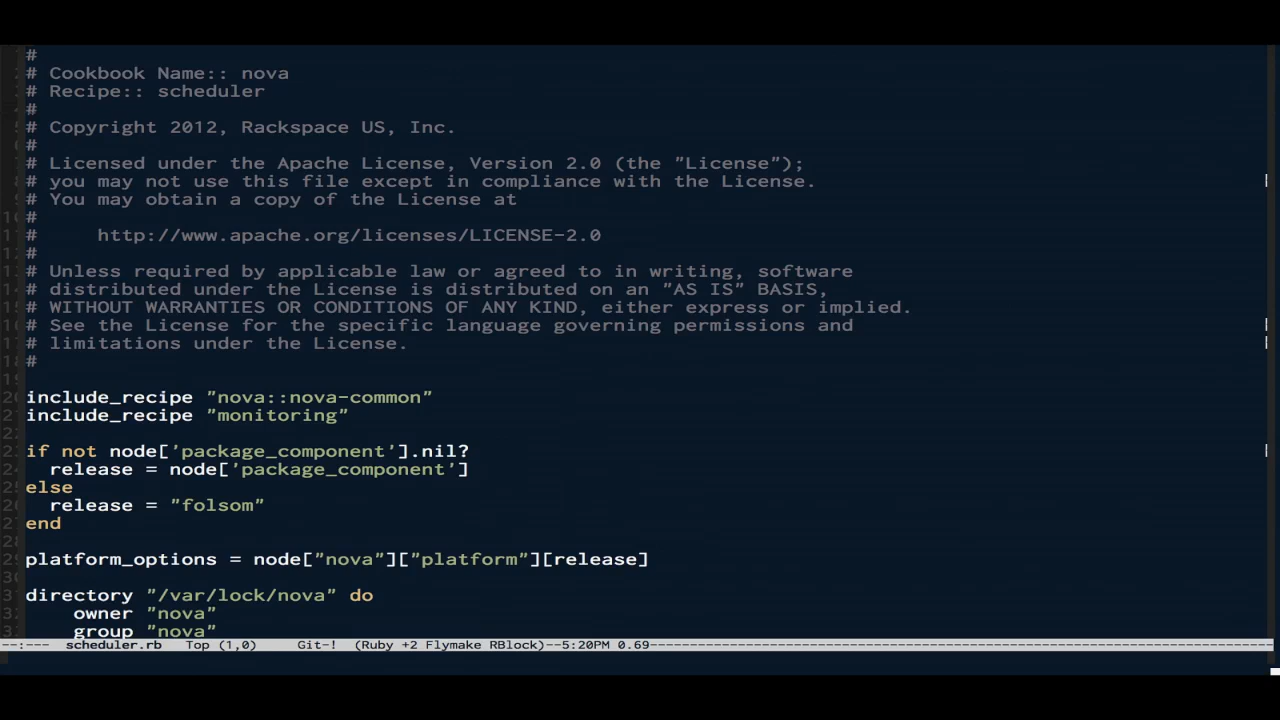 #
# Cookbook Name:: nova
# Recipe:: scheduler
#
# Copyright 2012, Rackspace US, Inc.
#
# Licensed under the Apache License, Version 2.0 (the "License");
# you may not use this file except in compliance with the License.
# You may obtain a copy of the License at
#
#     http://www.apache.org/licenses/LICENSE-2.0
#
# Unless required by applicable law or agreed to in writing, software
# distributed under the License is distributed on an "AS IS" BASIS,
# WITHOUT WARRANTIES OR CONDITIONS OF ANY KIND, either express or implied.
# See the License for the specific language governing permissions and
# limitations under the License.
#
include_recipe "nova::nova-common"
include_recipe "monitoring"
if not node['package_component'].nil?
  release = node['package_component']
else
  release = "folsom"
end
platform_options = node["nova"]["platform"][release]
directory "/var/lock/nova" do
    owner "nova"
    group "nova"
--:---  scheduler.rb   Top (1,0)     Git-!  (Ruby +2 Flymake RBlock)--5:20PM 0.69--------------------------------------------------------------------------------